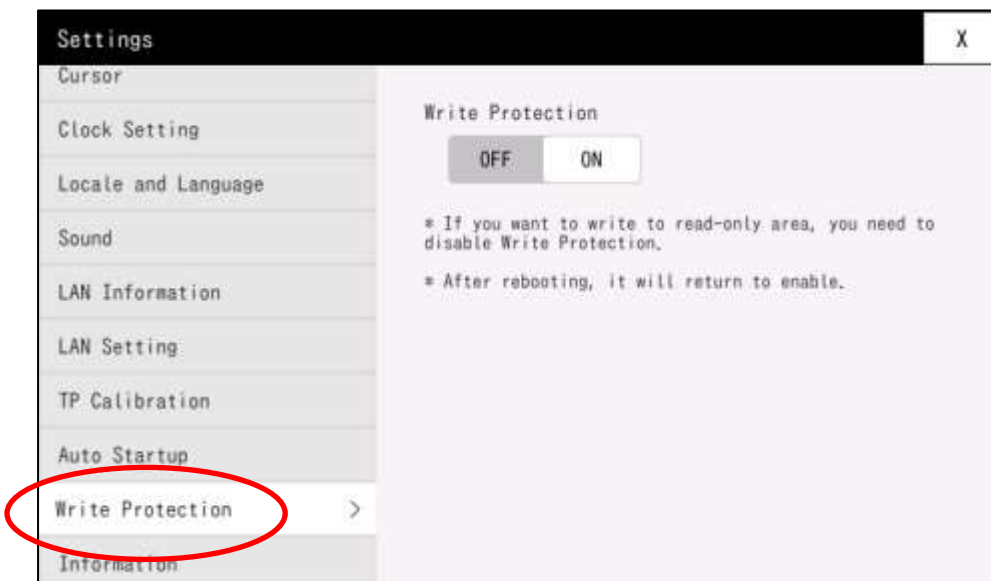 Settings
X
Cursor
Clock Setting
Locale and Language
Sound
LAN Information
LAN Setting
TP Calibration
Auto Startup
Write Protection >
Information
Write Protection
OFF ON
* If you want to write to read-only area, you need to
disable Write Protection.
* After rebooting, it will return to enable.